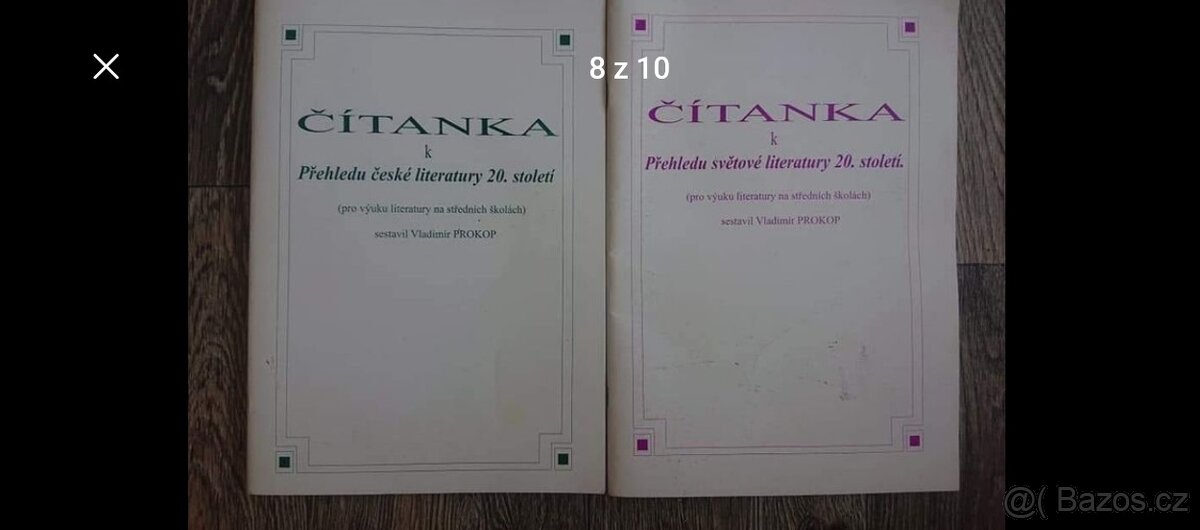 8 z 10
ČÍTANKA
k
Přehledu české literatury 20. století
(pro výuku literatury na středních školách)
sestavil Vladimír PROKOP
ČÍTANKA
k
Přehledu světové literatury 20. století.
(pro výuku literatury na středních školách)
sestavil Vladimír PROKOP
@( Bazos.cz